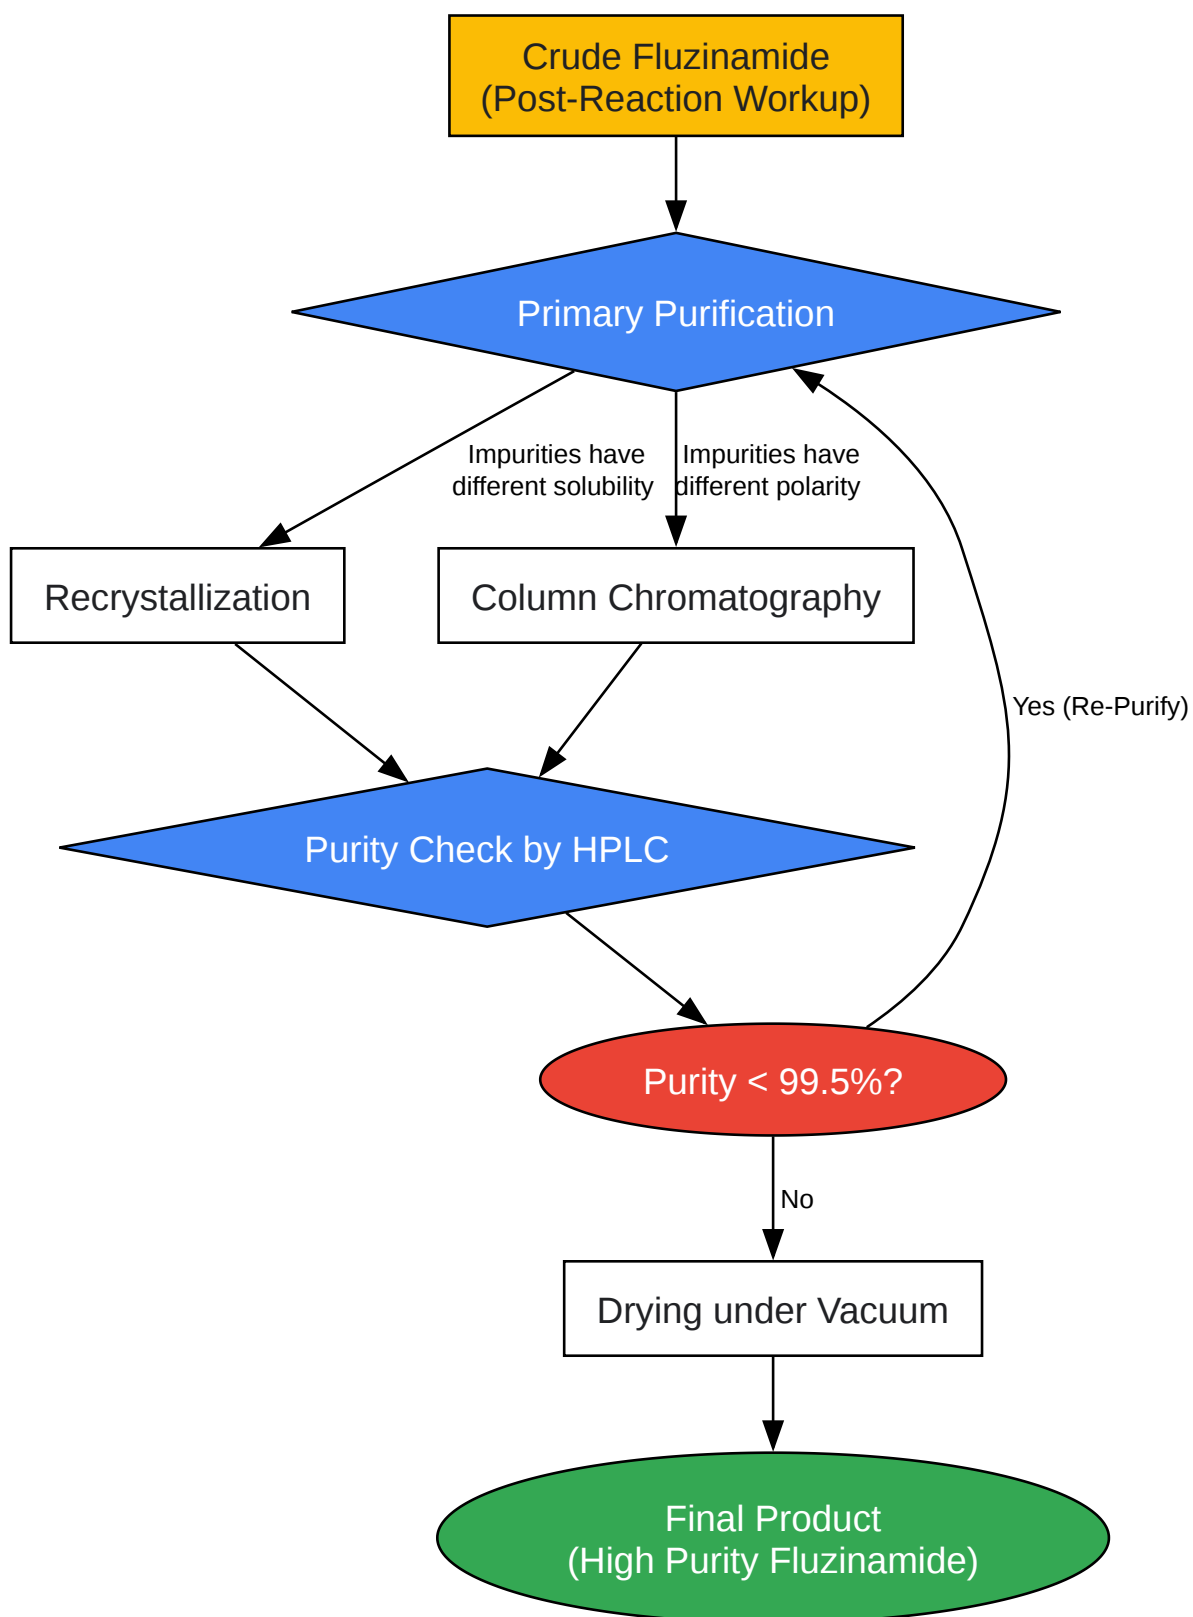 Crude Fluzinamide
(Post-Reaction Workup)
Primary Purification
Impurities have
different solubility
Impurities have
different polarity
Recrystallization
Column Chromatography
Yes (Re-Purify)
Purity Check by HPLC
Purity < 99.5%?
No
Drying under Vacuum
Final Product
(High Purity Fluzinamide)